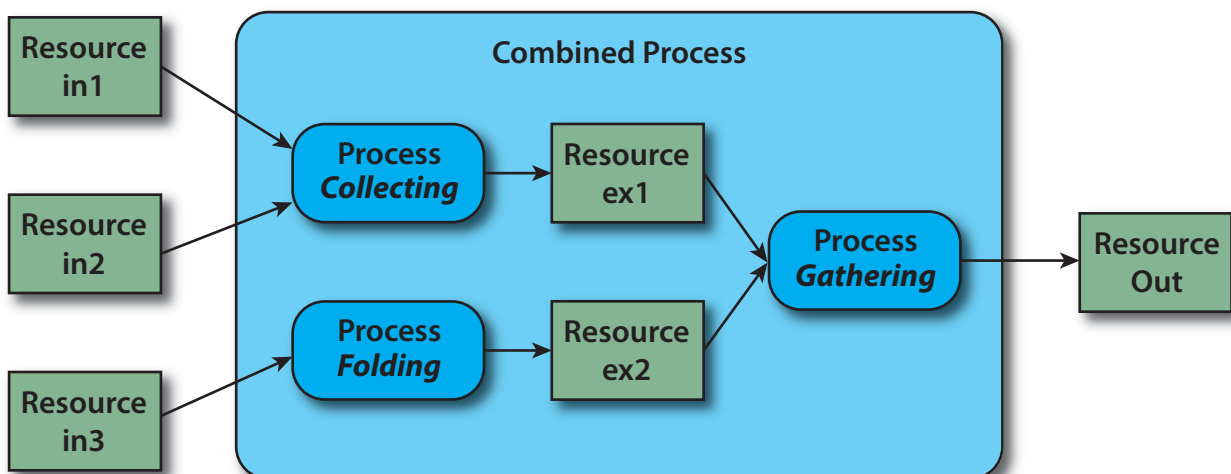 Resource
in1
Combined Process
Process
Collecting
Resource
ex1
Resource
in2
Process
Gathering
Resource
Out
Process
Folding
Resource
ex2
Resource
in3